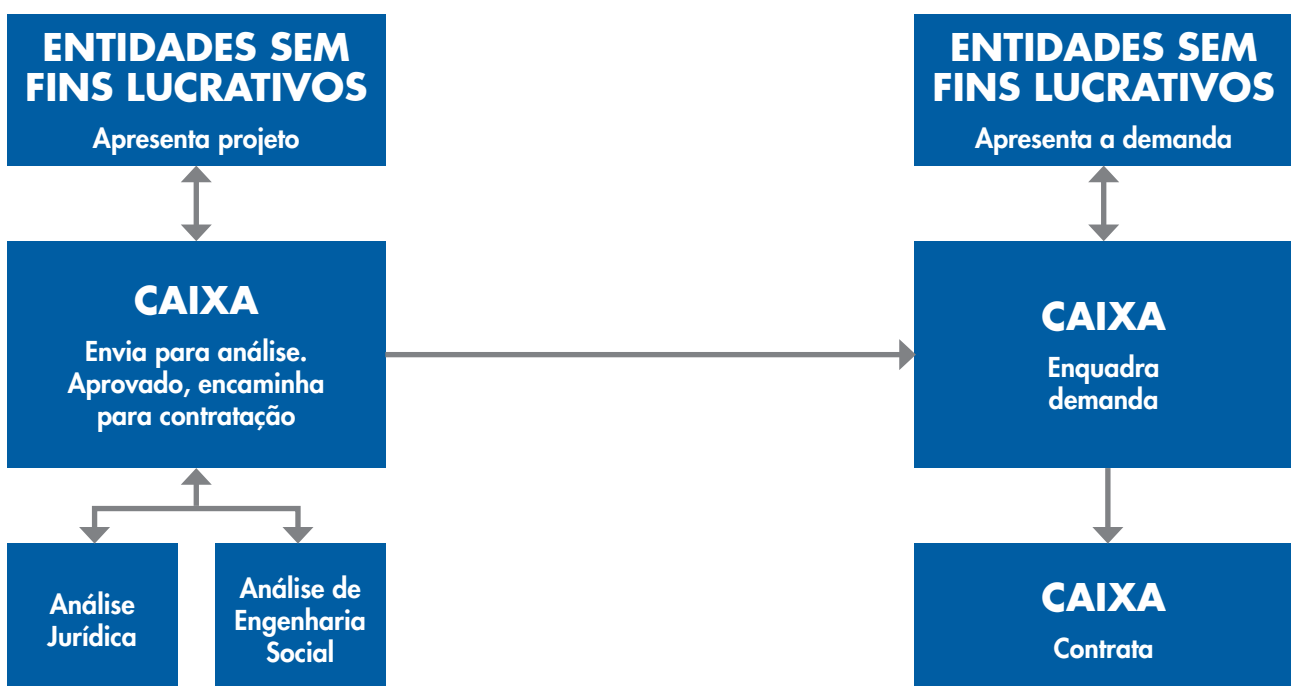 ENTIDADES SEM
FINS LUCRATIVOS
Apresenta projeto
CAIXA
Envia para análise.
Aprovado, encaminha
para contratação
Análise
Jurídica
Análise de
Engenharia
Social
ENTIDADES SEM
FINS LUCRATIVOS
Apresenta a demanda
CAIXA
Enquadra
demanda
CAIXA
Contrata